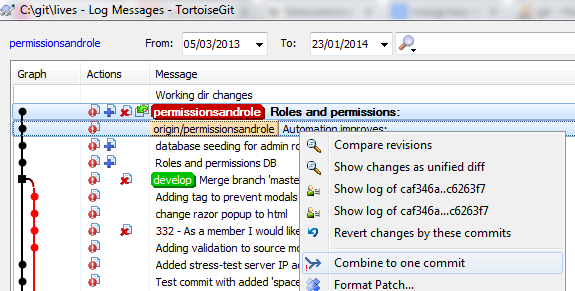 C:\git\lives - Log Messages - TortoiseGit
permissionsandrole From: 05/03/2013 To: 23/01/2014
Graph Actions Message
Working dir changes
permissionsandrole Roles and permissions:
origin/permissionsandrole Automation improves:
database seeding for admin ro
Roles and permissions DB
develop Merge branch 'maste
Adding tag to prevent modals
change razor popup to html
332 - As a member I would like
Adding validation to source mo
Added stress-test server IP ad
Test commit with added 'space
Compare revisions
Show changes as unified diff
Show log of caf346a..c6263f7
Show log of caf346a...c6263f7
Revert changes by these commits
Combine to one commit
Format Patch...